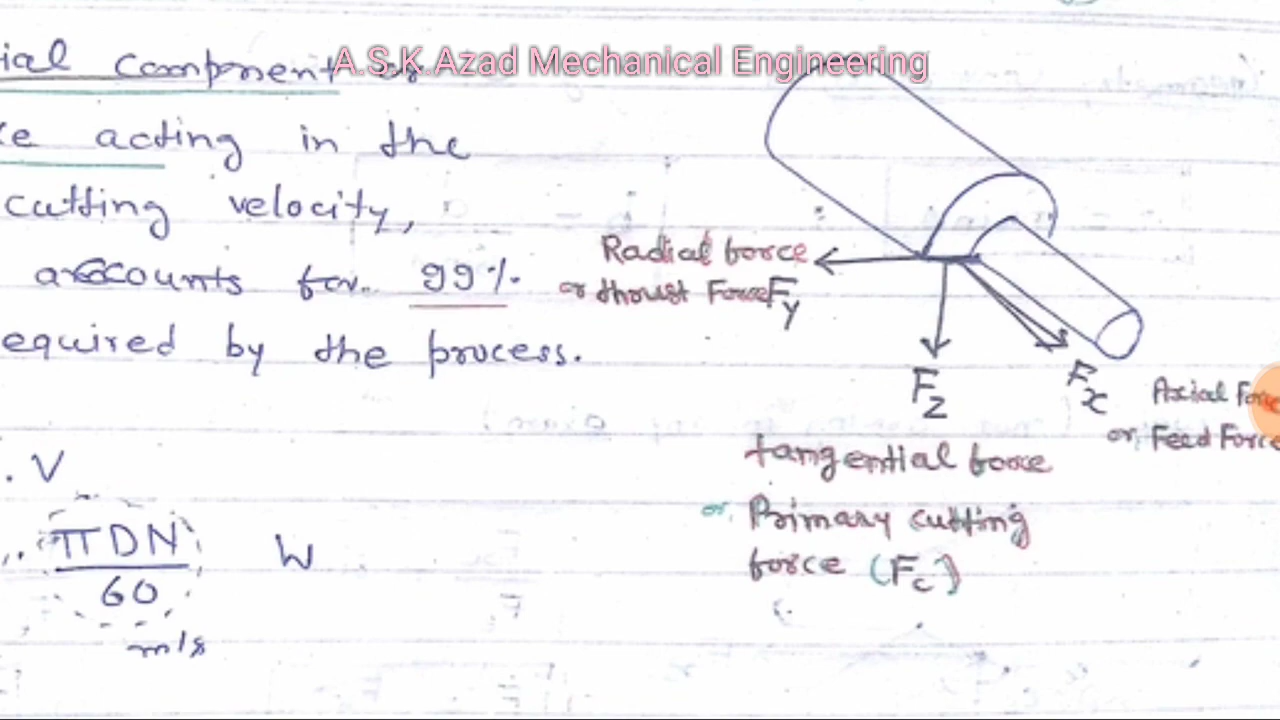 A.S.K.Azad Mechanical Engineering
ial component
acting in the
cutting velocity,
accounts for 99%
equired by the process.
. V
πDN
60
W
m/s
Radial force
or thrust Force Fy
Fz
tangential force
or Primary cutting
force (Fc)
Fx
Axial Force
or Feed Force